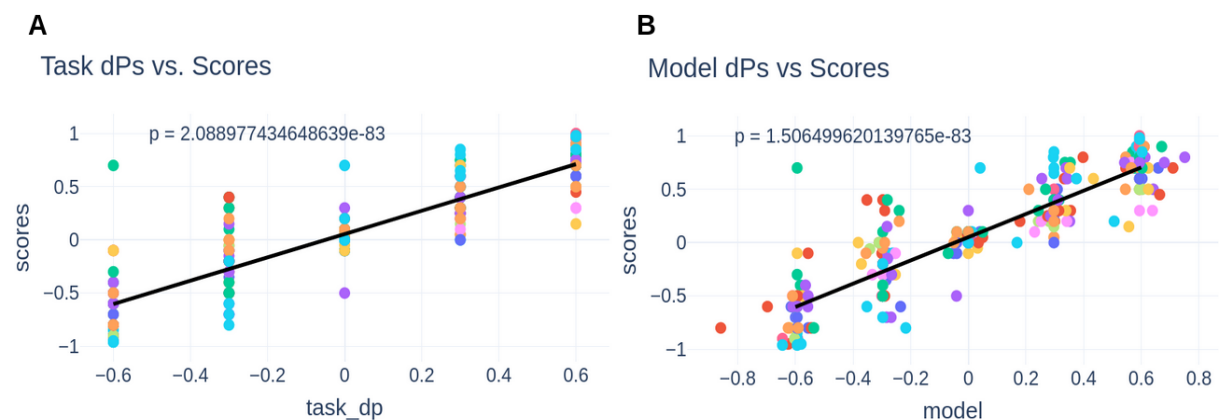 A
Task dPs vs. Scores
p = 2.088977434648639e-83
1
0.5
0
−0.5
−1
scores
−0.6
−0.4
−0.2
0
0.2
0.4
0.6
task_dp
B
Model dPs vs Scores
p = 1.506499620139765e-83
1
0.5
0
−0.5
−1
scores
−0.8
−0.6
−0.4
−0.2
0
0.2
0.4
0.6
0.8
model